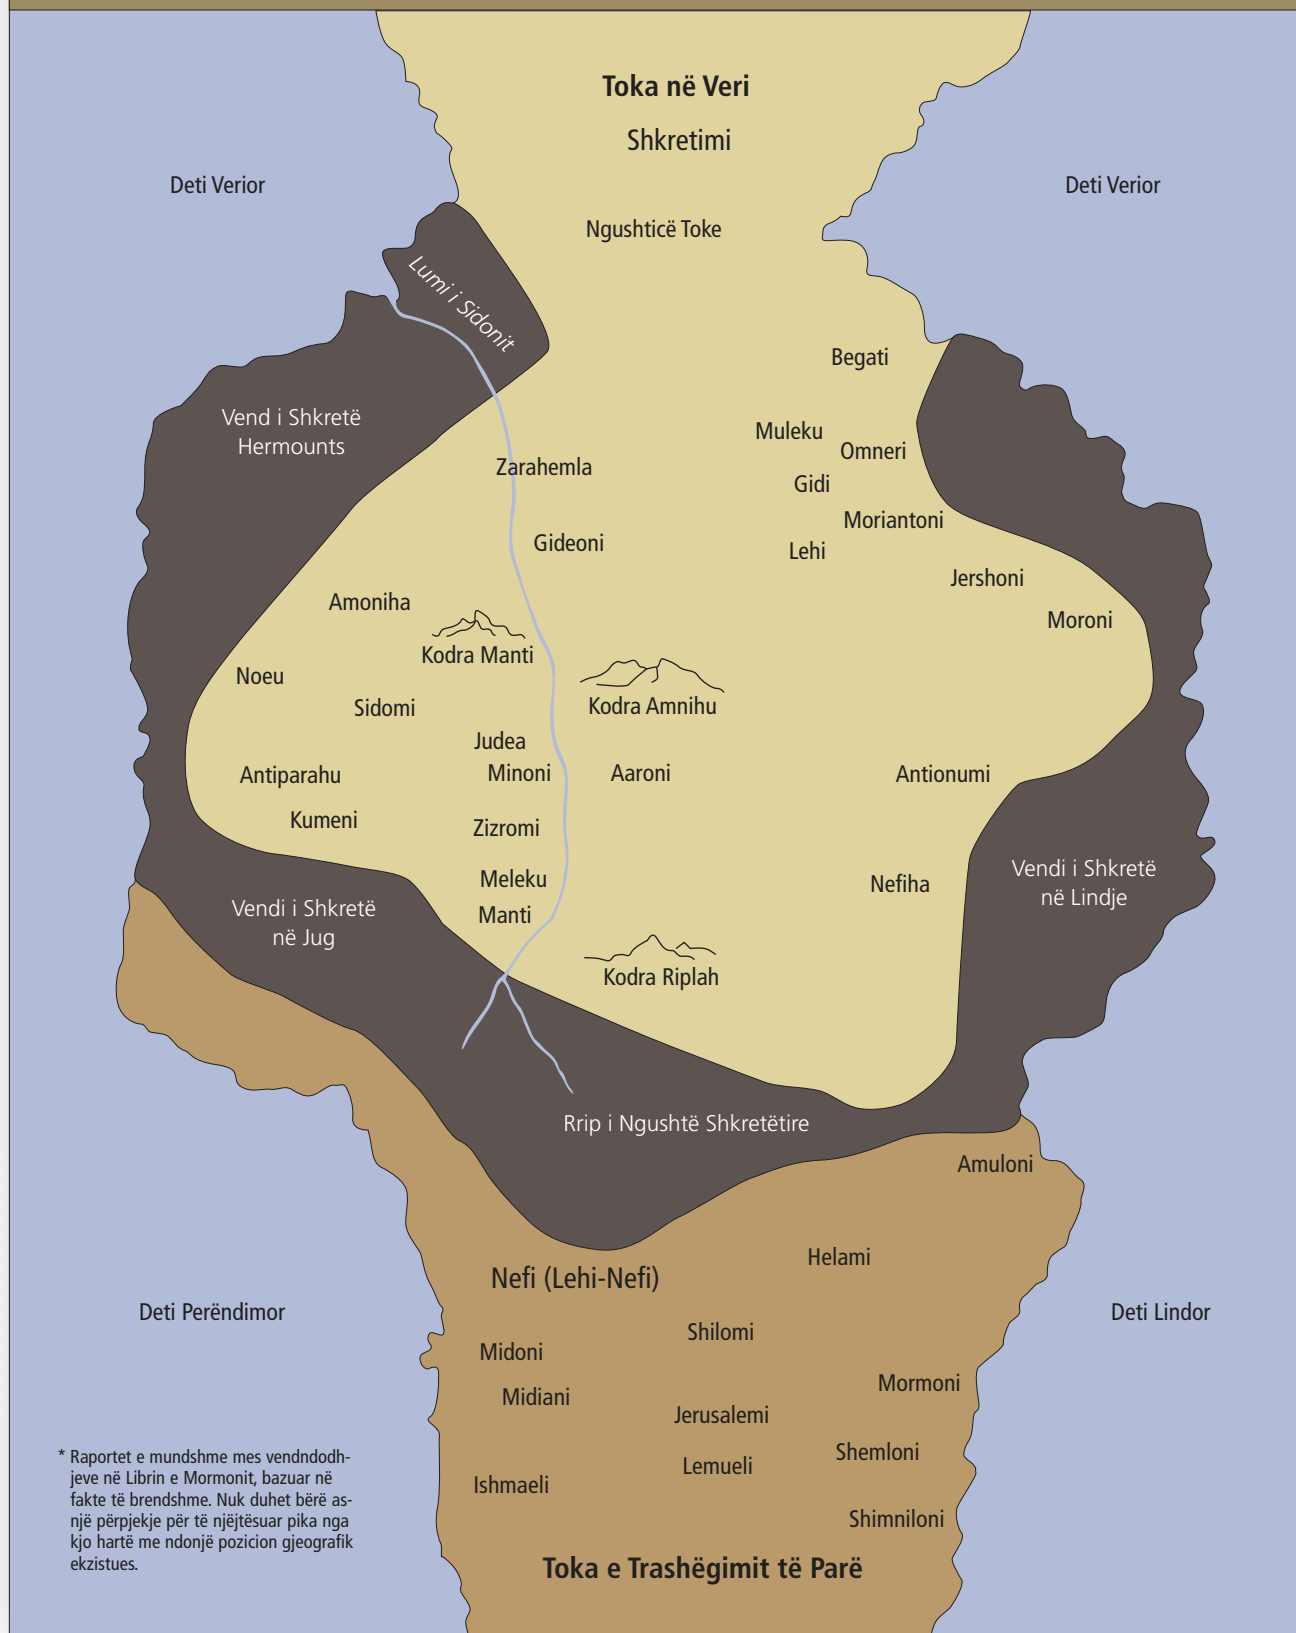 Toka në Veri
Shkretimi
Deti Verior
Deti Verior
Ngushticë Toke
Lumi i Sidonit
Begati
Vend i Shkretë
Hermounts
Muleku
Omneri
Zarahemla
Gidi
Moriantoni
Gideoni
Lehi
Jershoni
Amoniha
Moroni
Kodra Manti
Noeu
Kodra Amnihu
Sidomi
Judea
Antiparahu
Minoni
Aaroni
Antionumi
Kumeni
Zizromi
Vendi i Shkretë
në Lindje
Meleku
Nefiha
Vendi i Shkretë
në Jug
Manti
Kodra Riplah
Rrip i Ngushtë Shkretëtire
Amuloni
Helami
Nefi (Lehi-Nefi)
Deti Perëndimor
Deti Lindor
Shilomi
Midoni
Mormoni
Midiani
Jerusalemi
Shemloni
Lemueli
Ishmaeli
Shimniloni
* Raportet e mundshme mes vendndodh-
jeve në Librin e Mormonit, bazuar në
fakte të brendshme. Nuk duhet bërë as-
një përpjekje për të njëjtësuar pika nga
kjo hartë me ndonjë pozicion gjeografik
ekzistues.
Toka e Trashëgimit të Parë